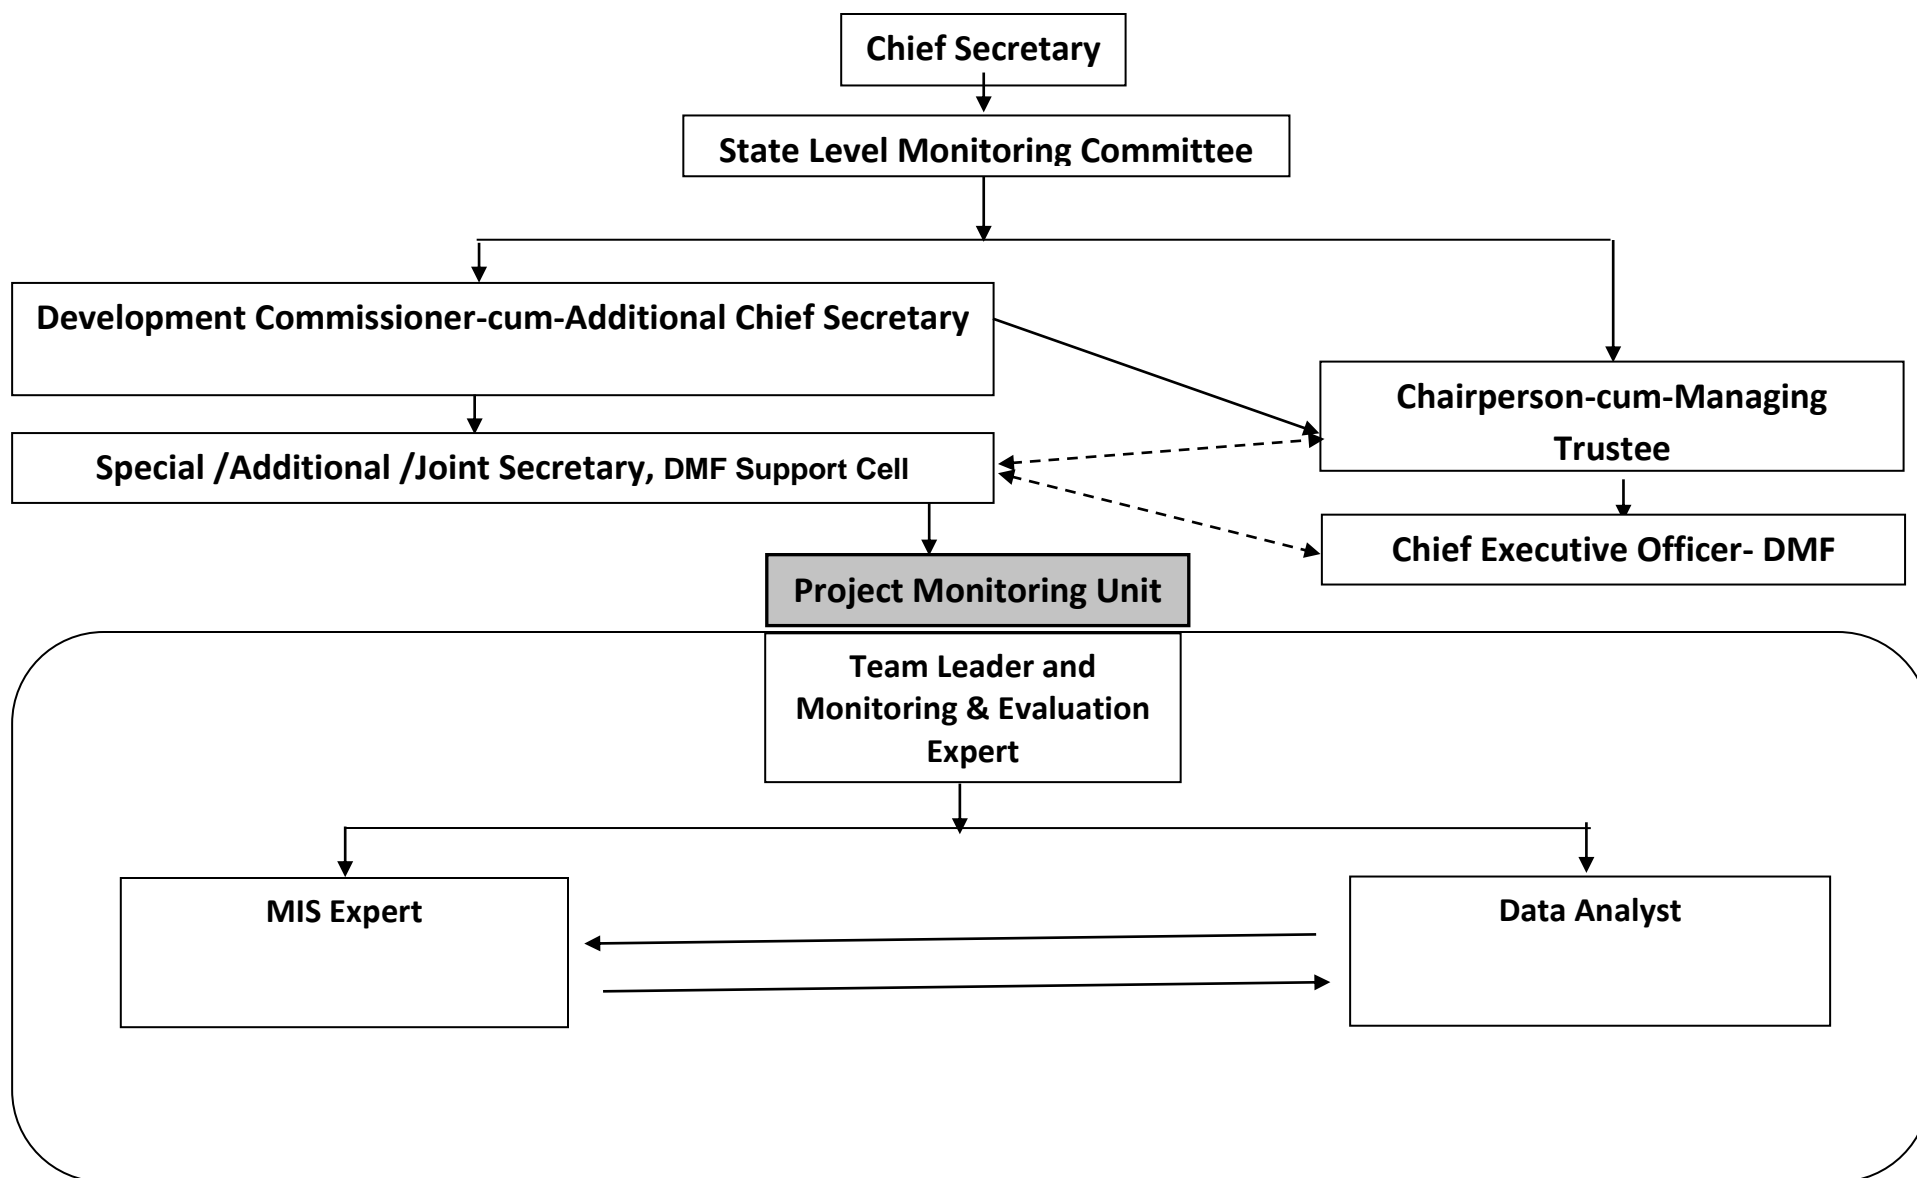 Chief Secretary
State Level Monitoring Committee
Development Commissioner-cum-Additional Chief Secretary
Chairperson-cum-Managing
Trustee
Special /Additional /Joint Secretary, DMF Support Cell
Chief Executive Officer- DMF
Project Monitoring Unit
Team Leader and
Monitoring & Evaluation
Expert
MIS Expert
Data Analyst